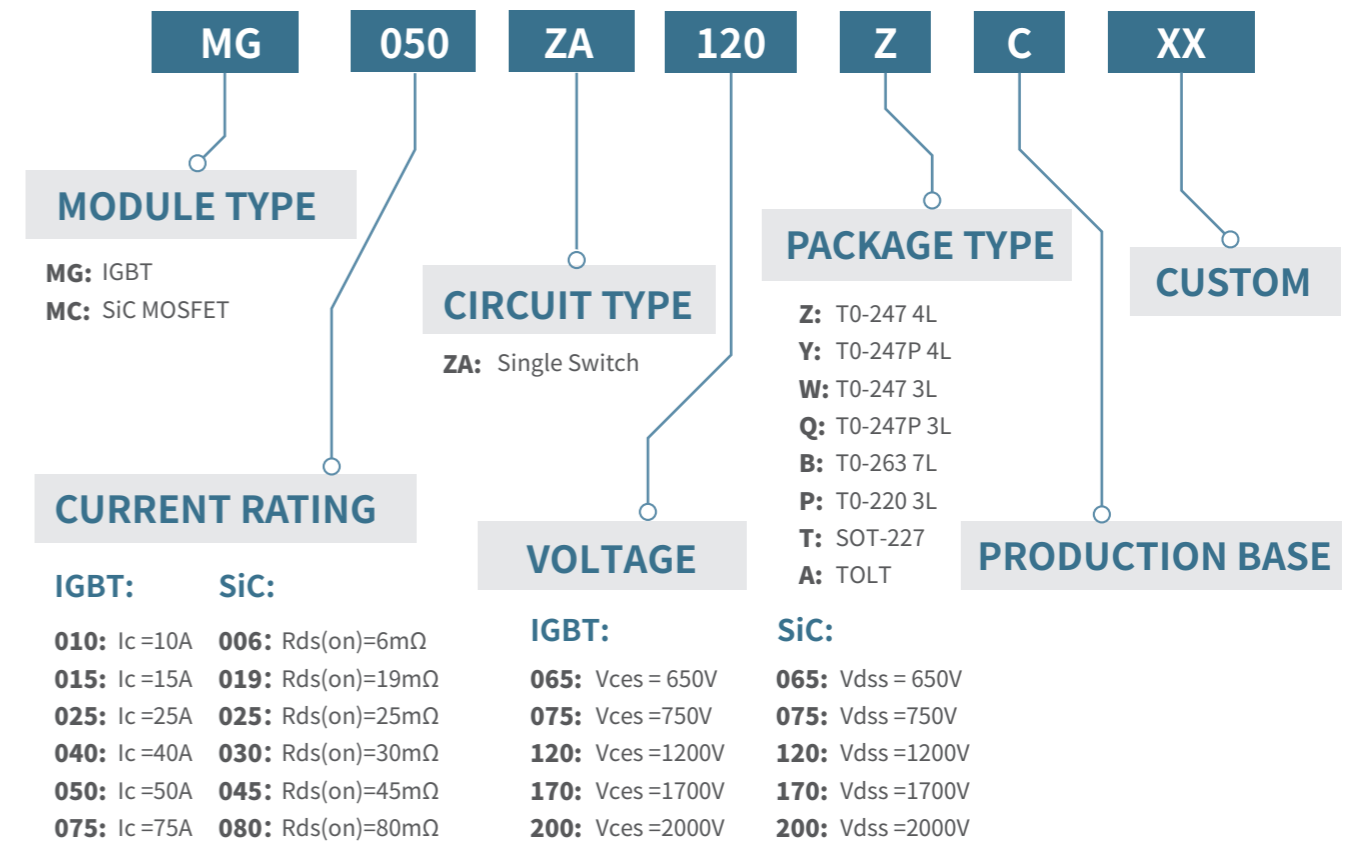 MG 050 ZA 120 Z C XX
MODULE TYPE
MG: IGBT
MC: SiC MOSFET
CURRENT RATING
IGBT: SiC:
010: Ic =10A 006: Rds(on)=6mΩ
015: Ic =15A 019: Rds(on)=19mΩ
025: Ic =25A 025: Rds(on)=25mΩ
040: Ic =40A 030: Rds(on)=30mΩ
050: Ic =50A 045: Rds(on)=45mΩ
075: Ic =75A 080: Rds(on)=80mΩ
CIRCUIT TYPE
ZA: Single Switch
VOLTAGE
IGBT: SiC:
065: Vces = 650V 065: Vdss = 650V
075: Vces =750V 075: Vdss =750V
120: Vces =1200V 120: Vdss =1200V
170: Vces =1700V 170: Vdss =1700V
200: Vces =2000V 200: Vdss =2000V
PACKAGE TYPE
Z: T0-247 4L
Y: T0-247P 4L
W: T0-247 3L
Q: T0-247P 3L
B: T0-263 7L
P: T0-220 3L
T: SOT-227
A: TOLT
PRODUCTION BASE
CUSTOM